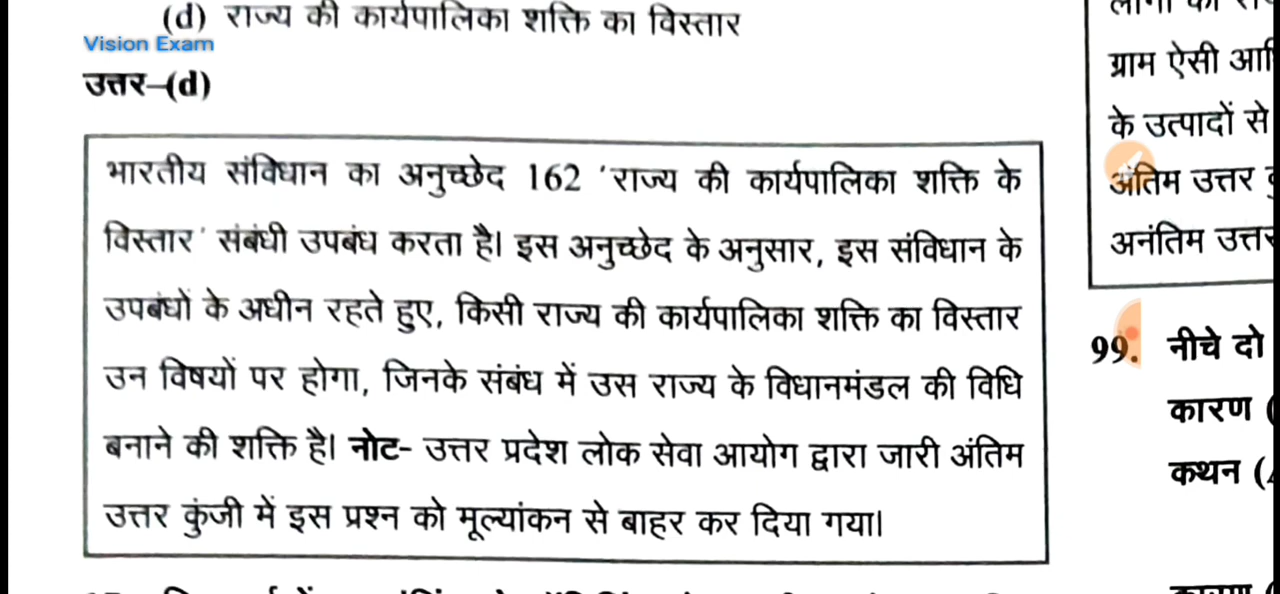 (d) राज्य की कार्यपालिका शक्ति का विस्तार
Vision Exam
उत्तर–(d)
भारतीय संविधान का अनुच्छेद 162 'राज्य की कार्यपालिका शक्ति के
विस्तार' संबंधी उपबंध करता है। इस अनुच्छेद के अनुसार, इस संविधान के
उपबंधों के अधीन रहते हुए, किसी राज्य की कार्यपालिका शक्ति का विस्तार
उन विषयों पर होगा, जिनके संबंध में उस राज्य के विधानमंडल की विधि
बनाने की शक्ति है। नोट- उत्तर प्रदेश लोक सेवा आयोग द्वारा जारी अंतिम
उत्तर कुंजी में इस प्रश्न को मूल्यांकन से बाहर कर दिया गया।
ग्राम ऐसी
के उत्पादों से
अंतिम उत्तर
अनंतिम उत्तर
99. नीचे दो
कारण (
कथन (